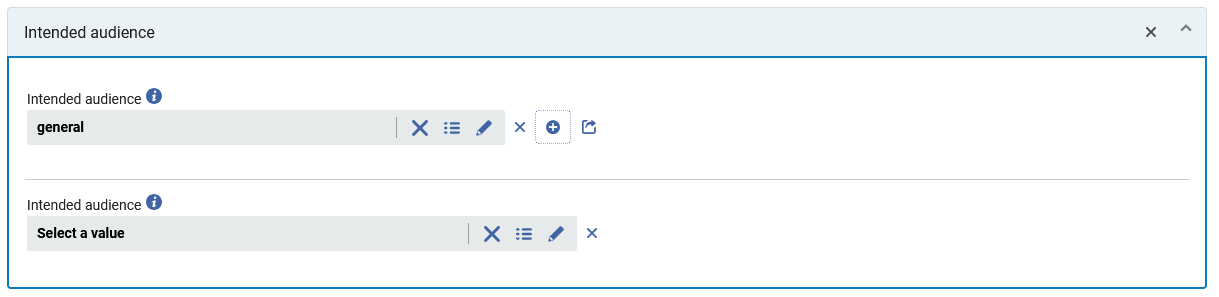 Intended audience
Intended audience
general
Intended audience
Select a value